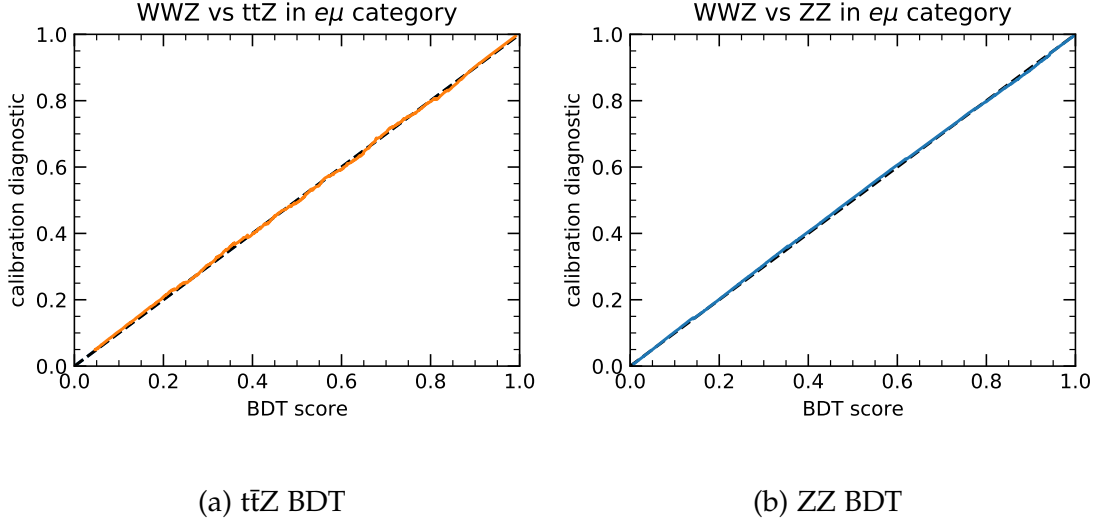 WWZ vs ttZ in eμ category
1.0
0.8
0.6
0.4
0.2
0.0
calibration diagnostic
0.0 0.2 0.4 0.6 0.8 1.0
BDT score
(a) tt̄Z BDT
WWZ vs ZZ in eμ category
1.0
0.8
0.6
0.4
0.2
0.0
calibration diagnostic
0.0 0.2 0.4 0.6 0.8 1.0
BDT score
(b) ZZ BDT